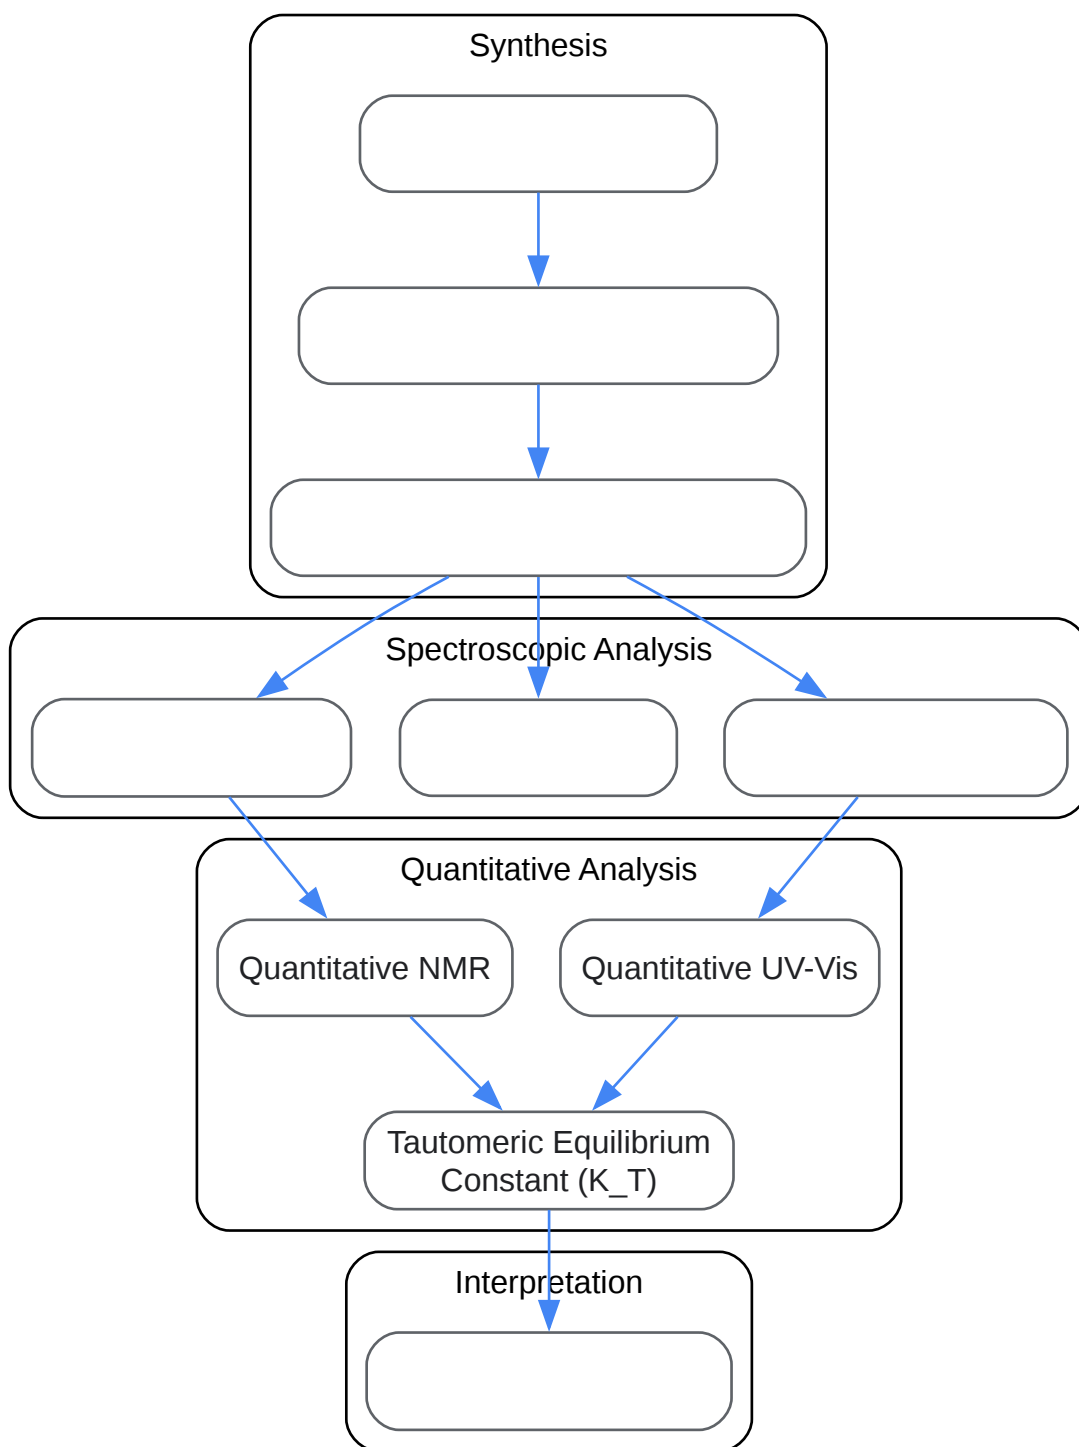 Synthesis
Spectroscopic Analysis
Quantitative Analysis
Quantitative NMR
Quantitative UV-Vis
Tautomeric Equilibrium
Constant (K_T)
Interpretation